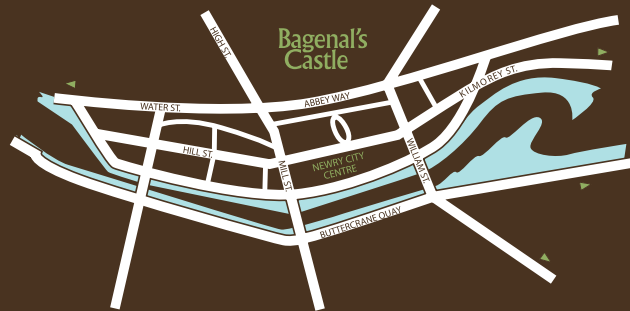 HIGH ST.
Bagenal's
Castle
WATER ST.
ABBEY WAY
KILMOREY ST.
HILL ST.
MILL ST.
NEWRY CITY
CENTRE
WILLIAM ST.
BUTTERCRANE QUAY